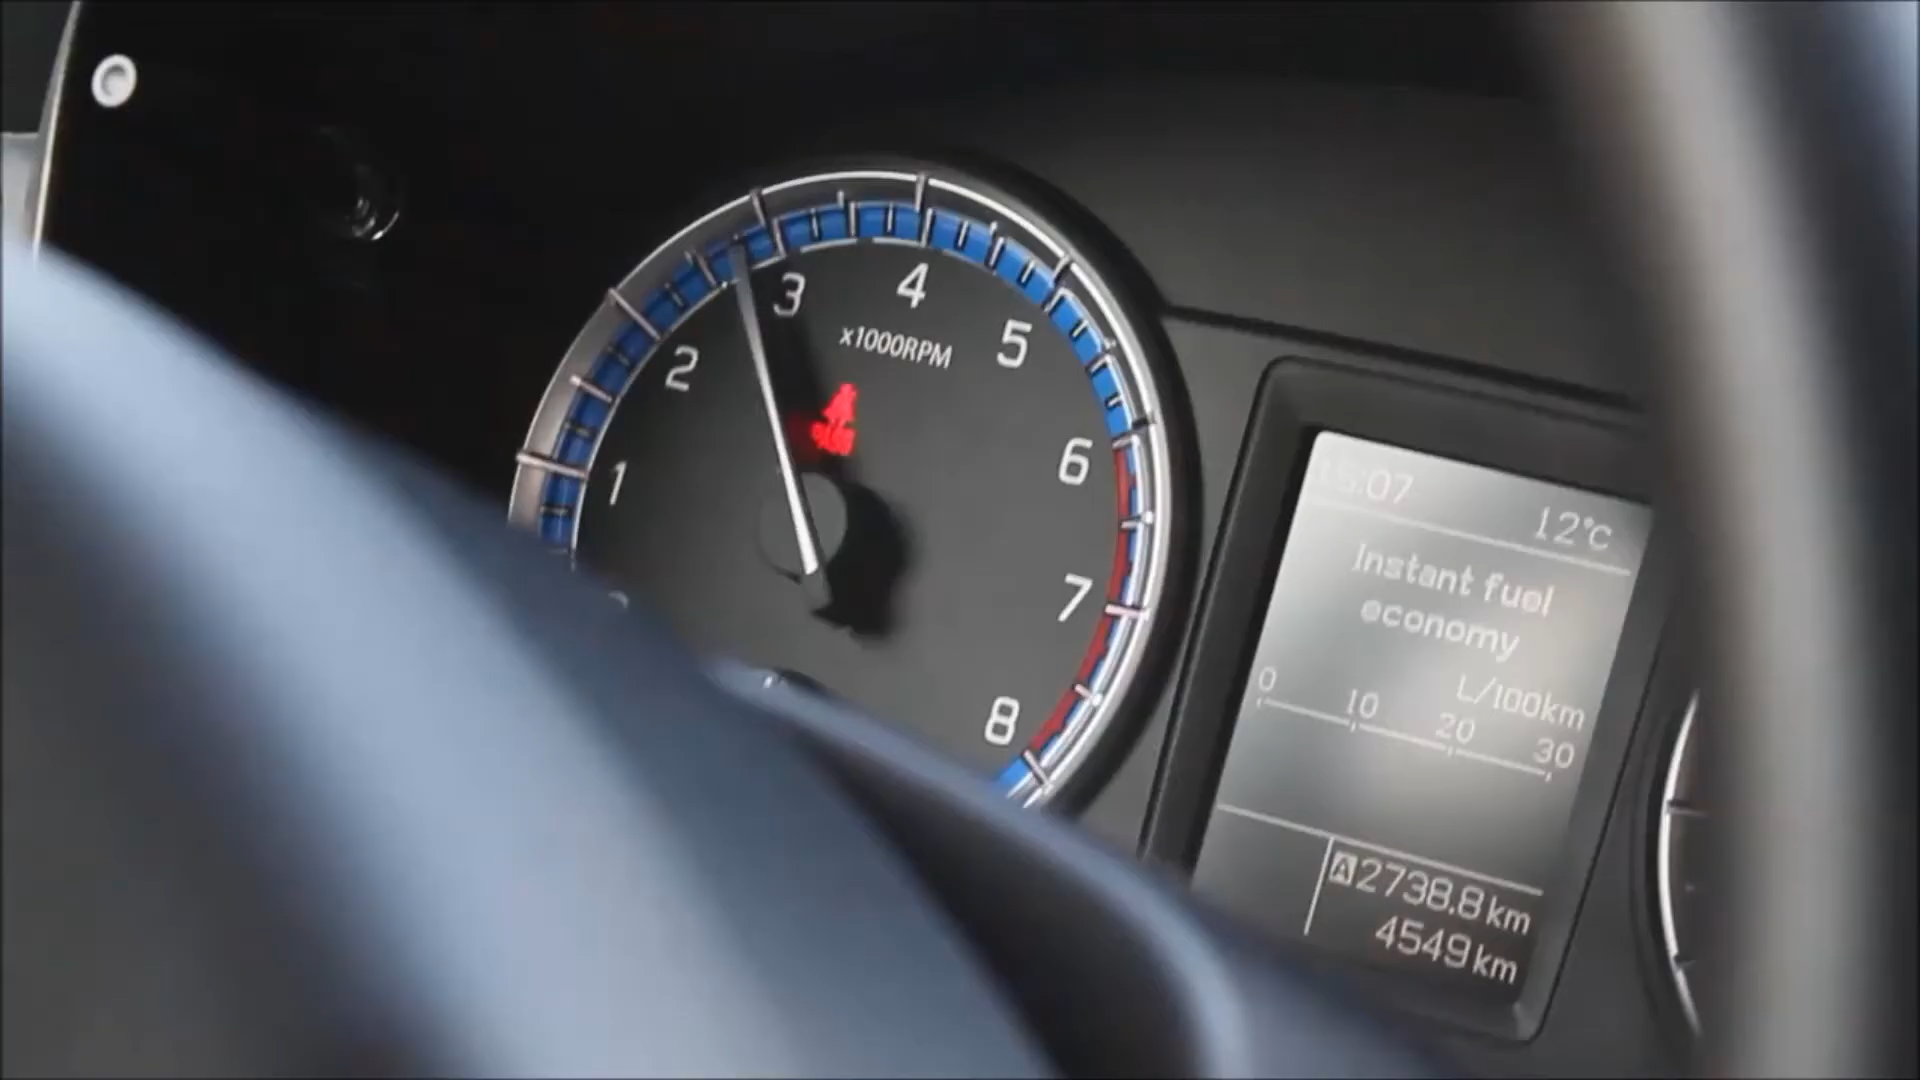 1
2
3
4
5
6
7
8
x1000RPM
:07
12°C
Instant fuel
economy
L/100km
0 10 20 30
A 2738.8 km
4549 km